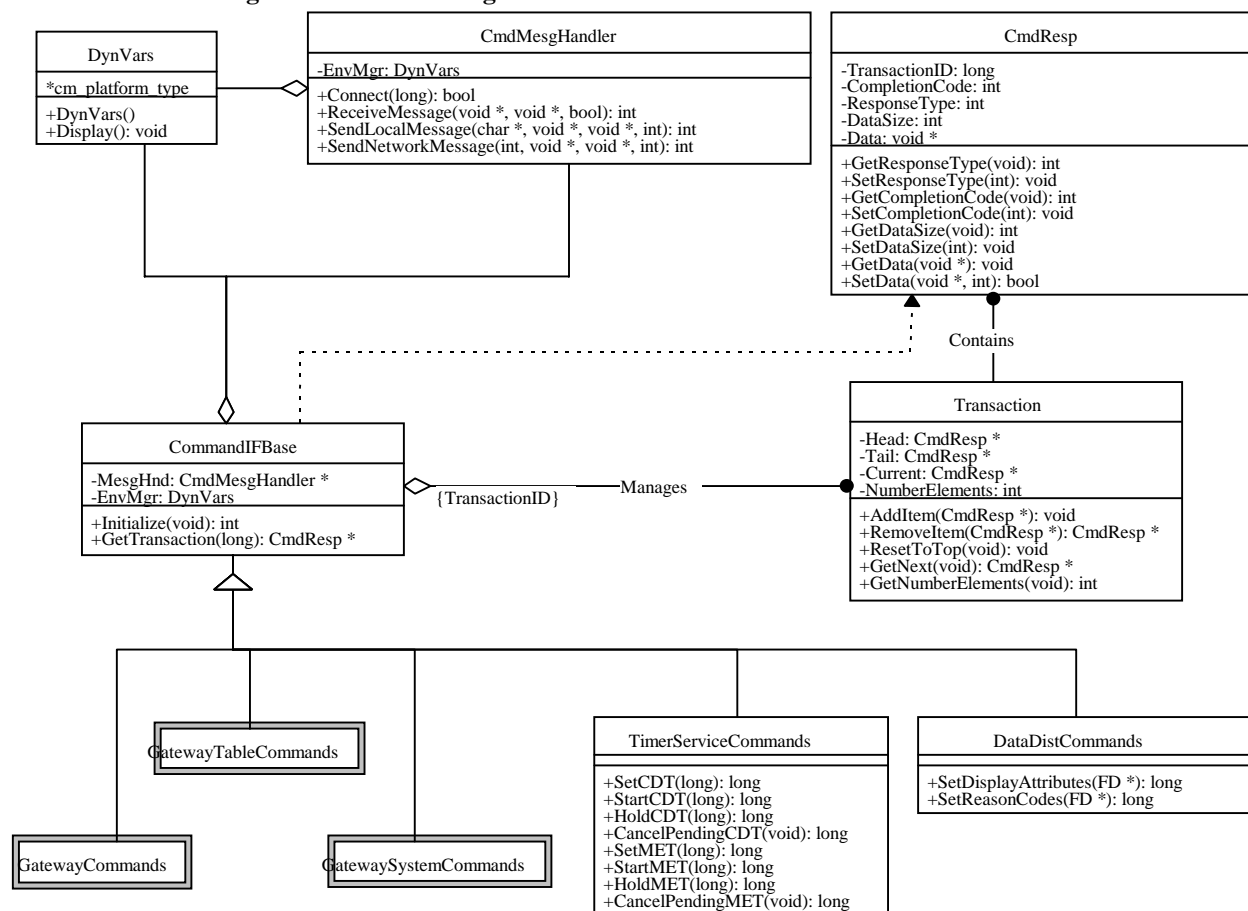 DynVars
*cm_platform_type
+DynVars()
+Display(): void
CmdMesgHandler
-EnvMgr: DynVars
+Connect(long): bool
+ReceiveMessage(void *, void *, bool): int
+SendLocalMessage(char *, void *, void *, int): int
+SendNetworkMessage(int, void *, void *, int): int
CmdResp
-TransactionID: long
-CompletionCode: int
-ResponseType: int
-DataSize: int
-Data: void *
+GetResponseType(void): int
+SetResponseType(int): void
+GetCompletionCode(void): int
+SetCompletionCode(int): void
+GetDataSize(void): int
+SetDataSize(int): void
+GetData(void *): void
+SetData(void *, int): bool
Contains
Transaction
-Head: CmdResp *
-Tail: CmdResp *
-Current: CmdResp *
-NumberElements: int
+AddItem(CmdResp *): void
+RemoveItem(CmdResp *): CmdResp *
+ResetToTop(void): void
+GetNext(void): CmdResp *
+GetNumberElements(void): int
CommandIFBase
-MesgHnd: CmdMesgHandler *
-EnvMgr: DynVars
+Initialize(void): int
+GetTransaction(long): CmdResp *
{TransactionID}
Manages
GatewayTableCommands
GatewayCommands
GatewaySystemCommands
TimerServiceCommands
+SetCDT(long): long
+StartCDT(long): long
+HoldCDT(long): long
+CancelPendingCDT(void): long
+SetMET(long): long
+StartMET(long): long
+HoldMET(long): long
+CancelPendingMET(void): long
DataDistCommands
+SetDisplayAttributes(FD *): long
+SetReasonCodes(FD *): long